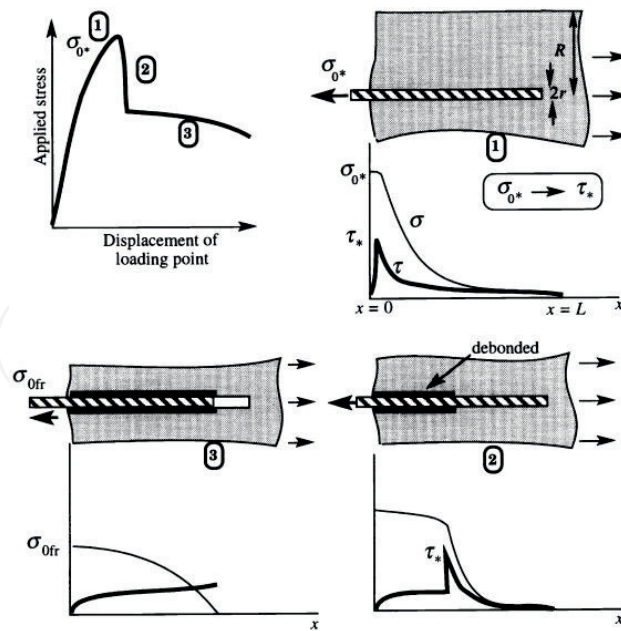 Applied stress
σ0*
1
2
3
Displacement of
loading point
σ0*
R
2r
1
σ0* → τ*
σ0*
σ
τ*
τ
x = 0
x = L
x
σ0fr
3
debonded
2
σ0fr
x
τ*
x